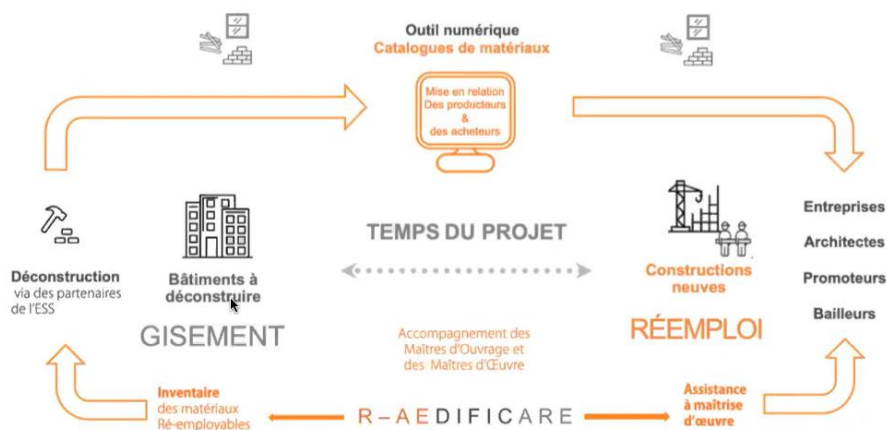 Outil numérique
Catalogues de matériaux
Mise en relation
Des producteurs
&
des acheteurs
Déconstruction
via des partenaires
de l'ESS
Bâtiments à
déconstruire
GISEMENT
TEMPS DU PROJET
Constructions
neuves
RÉEMPLOI
Entreprises
Architectes
Promoteurs
Bailleurs
Accompagnement des
Maîtres d'Ouvrage et
des Maîtres d'Œuvre
Inventaire
des matériaux
Ré-employables
R–AEDIFICARE
Assistance
à maîtrise
d'œuvre